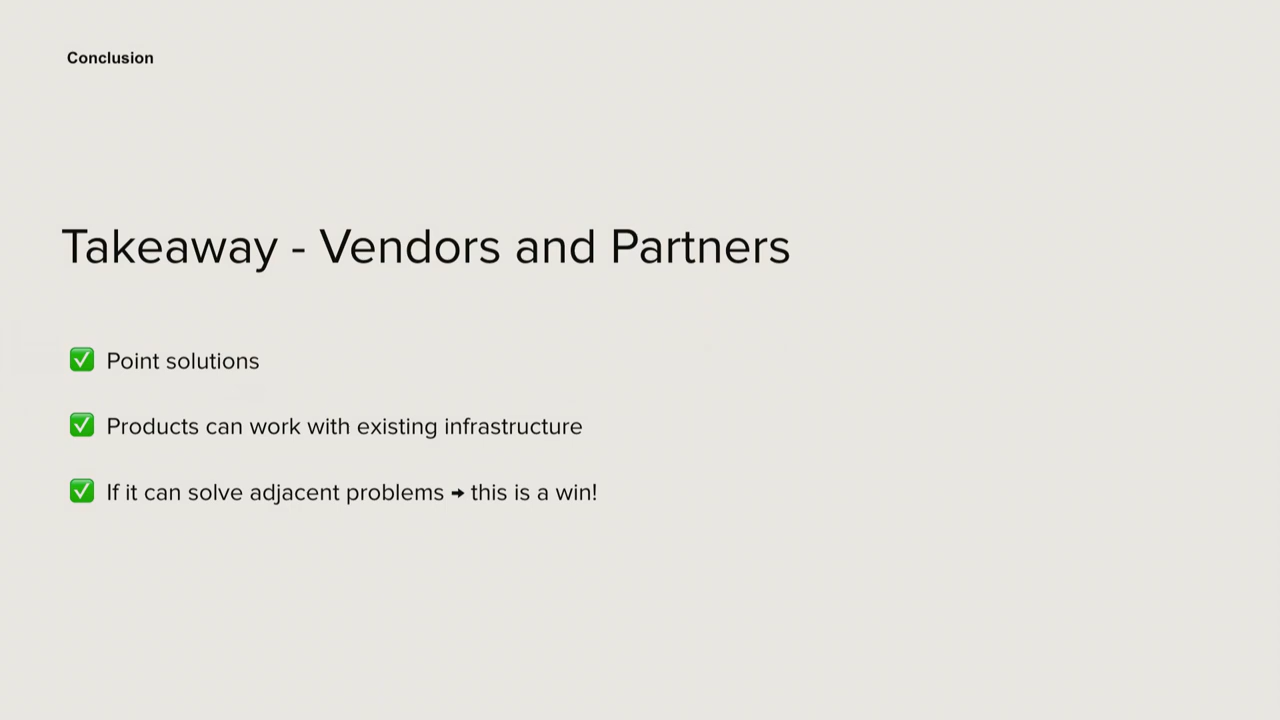 Conclusion
Takeaway - Vendors and Partners
✅ Point solutions
✅ Products can work with existing infrastructure
✅ If it can solve adjacent problems → this is a win!